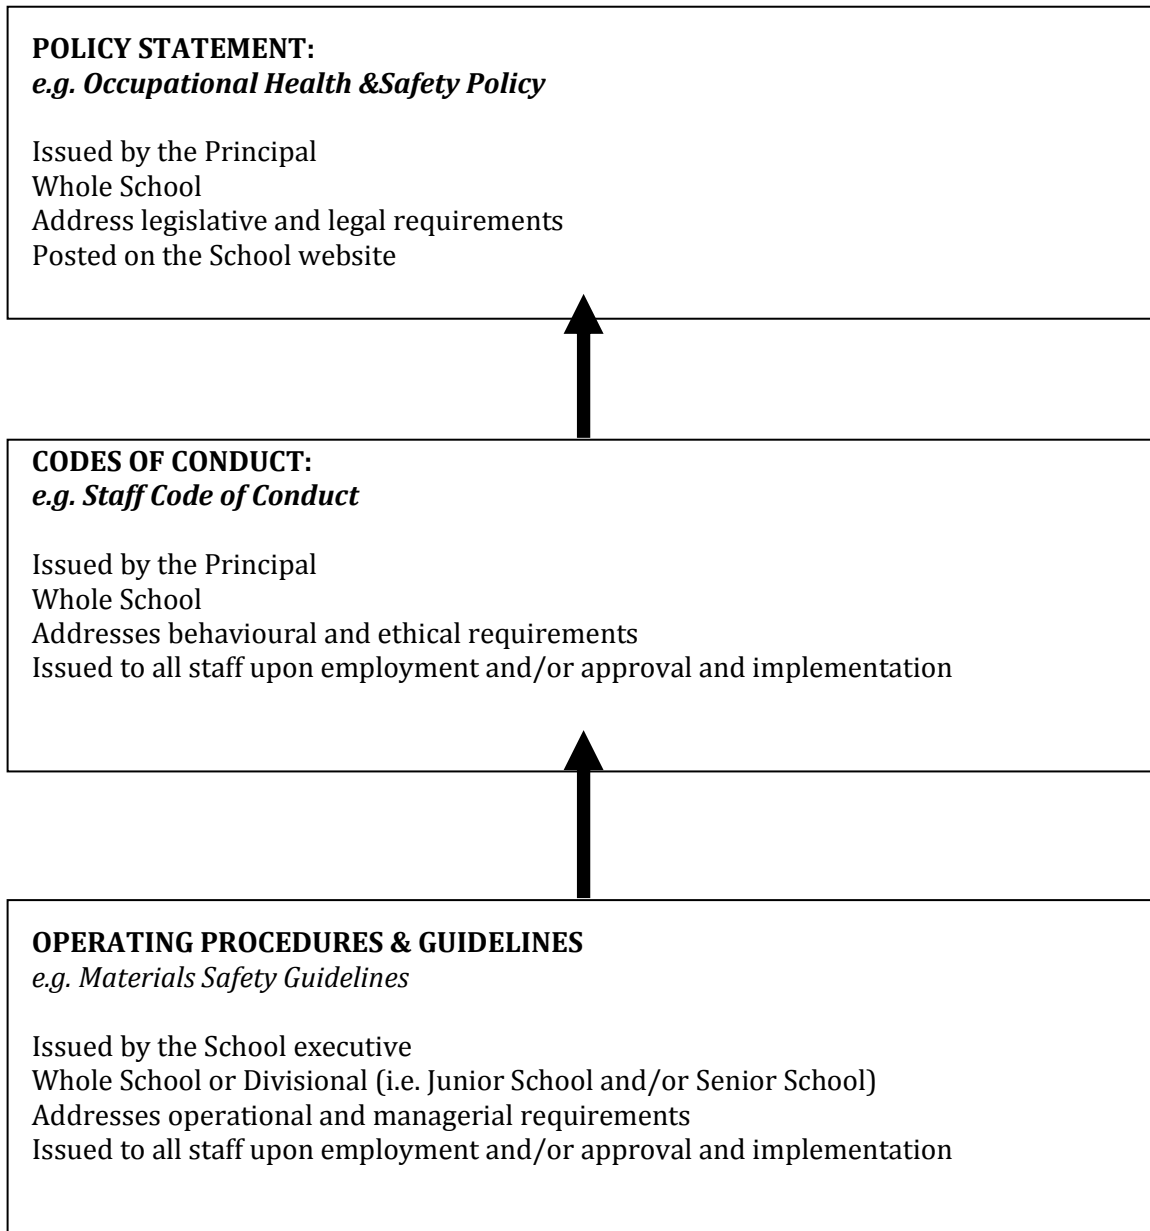 POLICY STATEMENT:
e.g. Occupational Health &Safety Policy
Issued by the Principal
Whole School
Address legislative and legal requirements
Posted on the School website
CODES OF CONDUCT:
e.g. Staff Code of Conduct
Issued by the Principal
Whole School
Addresses behavioural and ethical requirements
Issued to all staff upon employment and/or approval and implementation
OPERATING PROCEDURES & GUIDELINES
e.g. Materials Safety Guidelines
Issued by the School executive
Whole School or Divisional (i.e. Junior School and/or Senior School)
Addresses operational and managerial requirements
Issued to all staff upon employment and/or approval and implementation